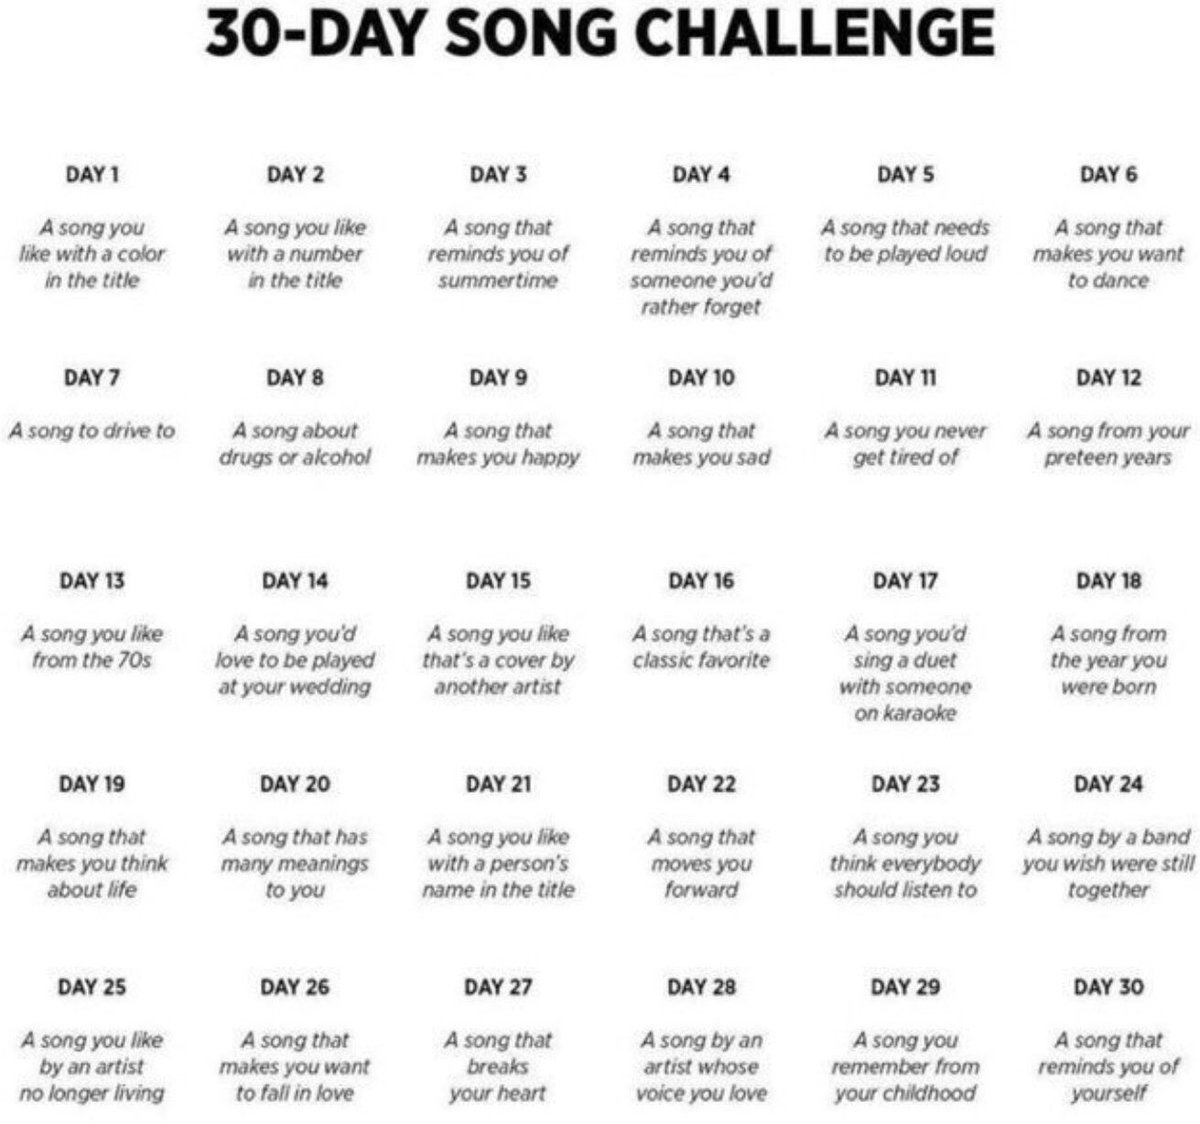 30-DAY SONG CHALLENGE
DAY 1
A song you
like with a color
in the title
DAY 2
A song you like
with a number
in the title
DAY 3
A song that
reminds you of
summertime
DAY 4
A song that
reminds you of
someone you'd
rather forget
DAY 5
A song that needs
to be played loud
DAY 6
A song that
makes you want
to dance
DAY 7
A song to drive to
DAY 8
A song about
drugs or alcohol
DAY 9
A song that
makes you happy
DAY 10
A song that
makes you sad
DAY 11
A song you never
get tired of
DAY 12
A song from your
preteen years
DAY 13
A song you like
from the 70s
DAY 14
A song you'd
love to be played
at your wedding
DAY 15
A song you like
that's a cover by
another artist
DAY 16
A song that's a
classic favorite
DAY 17
A song you'd
sing a duet
with someone
on karaoke
DAY 18
A song from
the year you
were born
DAY 19
A song that
makes you think
about life
DAY 20
A song that has
many meanings
to you
DAY 21
A song you like
with a person's
name in the title
DAY 22
A song that
moves you
forward
DAY 23
A song you
think everybody
should listen to
DAY 24
A song by a band
you wish were still
together
DAY 25
A song you like
by an artist
no longer living
DAY 26
A song that
makes you want
to fall in love
DAY 27
A song that
breaks
your heart
DAY 28
A song by an
artist whose
voice you love
DAY 29
A song you
remember from
your childhood
DAY 30
A song that
reminds you of
yourself